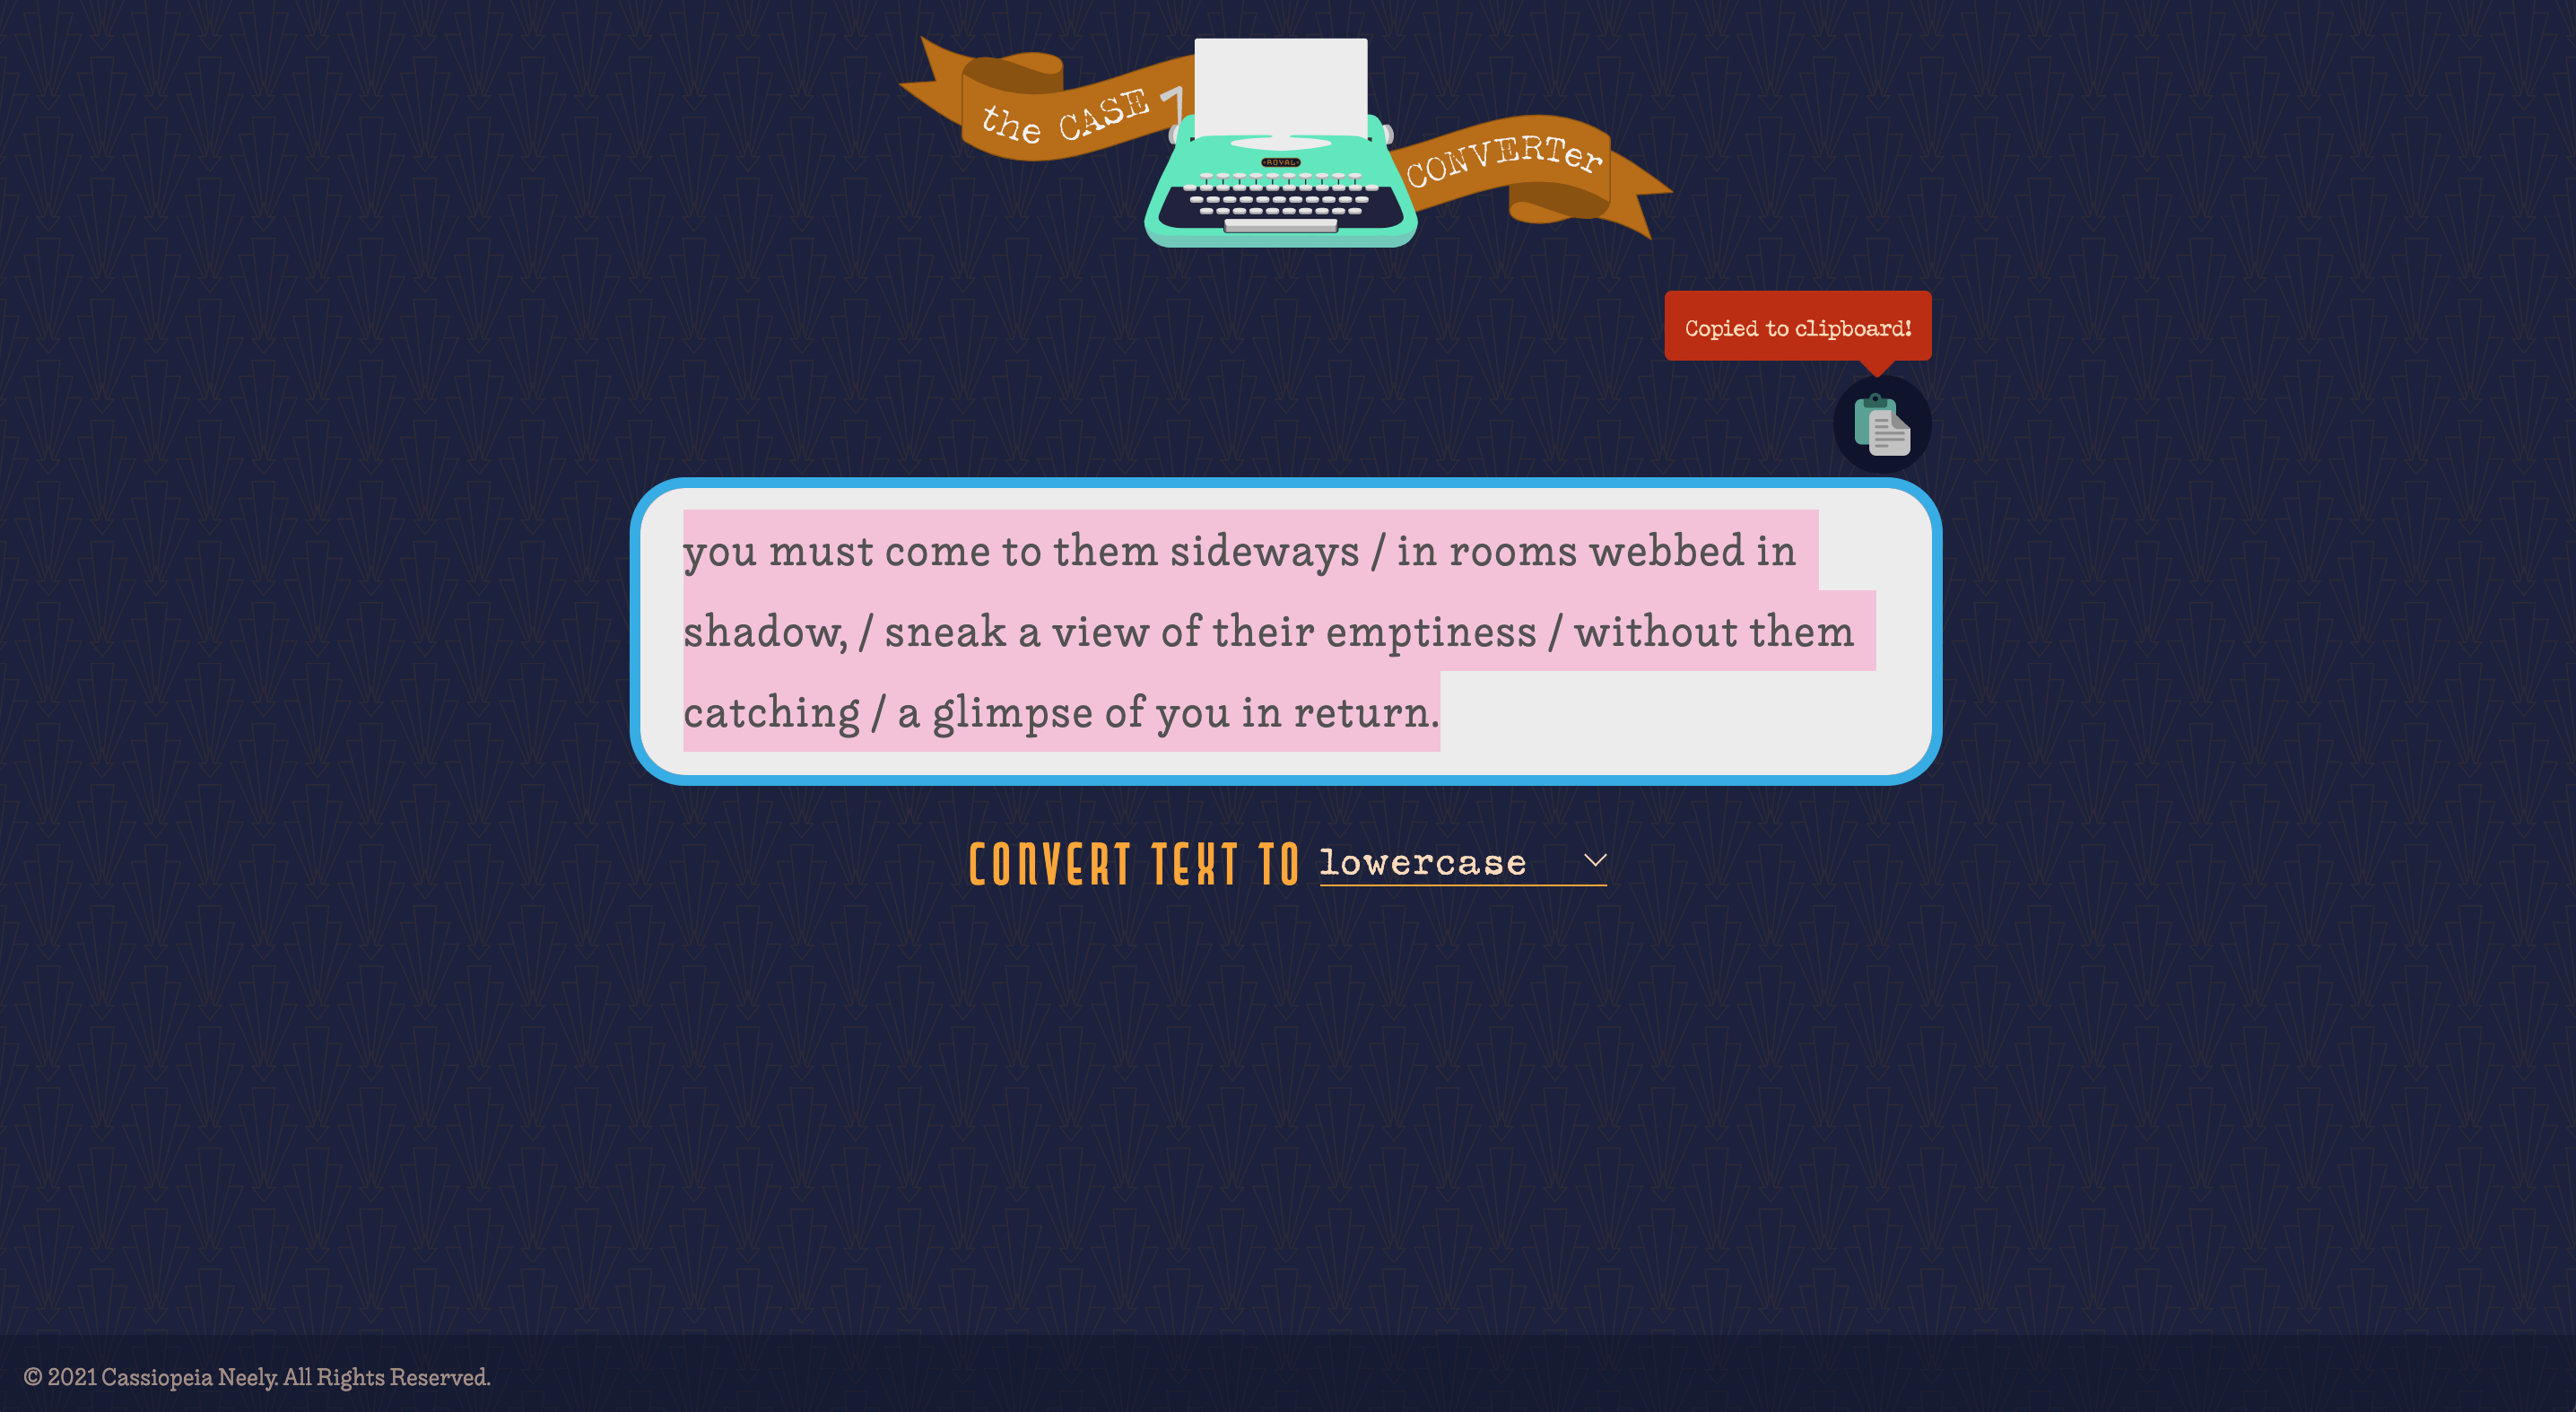 the CASE
CONVERTer
ROYAL
Copied to clipboard!
you must come to them sideways / in rooms webbed in
shadow, / sneak a view of their emptiness / without them
catching / a glimpse of you in return.
CONVERT TEXT TO lowercase
© 2021 Cassiopeia Neely. All Rights Reserved.